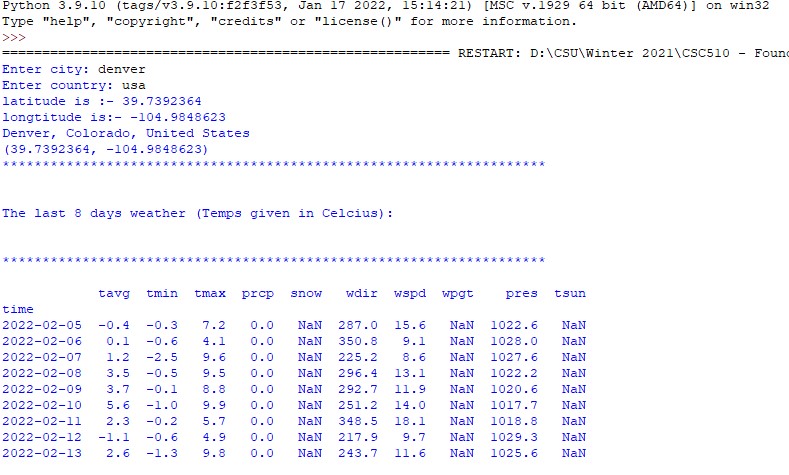 Python 3.9.10 (tags/v3.9.10:f2f3f53, Jan 17 2022, 15:14:21) [MSC v.1929 64 bit (AMD64)] on win32
Type "help", "copyright", "credits" or "license()" for more information.
>>>
======================================================== RESTART: D:\CSU\Winter 2021\CSC510 - Foun
Enter city: denver
Enter country: usa
latitude is :- 39.7392364
longtitude is:- -104.9848623
Denver, Colorado, United States
(39.7392364, -104.9848623)
********************************************************************
The last 8 days weather (Temps given in Celcius):
********************************************************************
tavg tmin tmax prcp snow wdir wspd wpgt pres tsun
time
2022-02-05 -0.4 -0.3 7.2 0.0 NaN 287.0 15.6 NaN 1022.6 NaN
2022-02-06 0.1 -0.6 4.1 0.0 NaN 350.8 9.1 NaN 1028.0 NaN
2022-02-07 1.2 -2.5 9.6 0.0 NaN 225.2 8.6 NaN 1027.6 NaN
2022-02-08 3.5 -0.5 9.5 0.0 NaN 296.4 13.1 NaN 1022.2 NaN
2022-02-09 3.7 -0.1 8.8 0.0 NaN 292.7 11.9 NaN 1020.6 NaN
2022-02-10 5.6 -1.0 9.9 0.0 NaN 251.2 14.0 NaN 1017.7 NaN
2022-02-11 2.3 -0.2 5.7 0.0 NaN 348.5 18.1 NaN 1018.8 NaN
2022-02-12 -1.1 -0.6 4.9 0.0 NaN 217.9 9.7 NaN 1029.3 NaN
2022-02-13 2.6 -1.3 9.8 0.0 NaN 243.7 11.6 NaN 1025.6 NaN